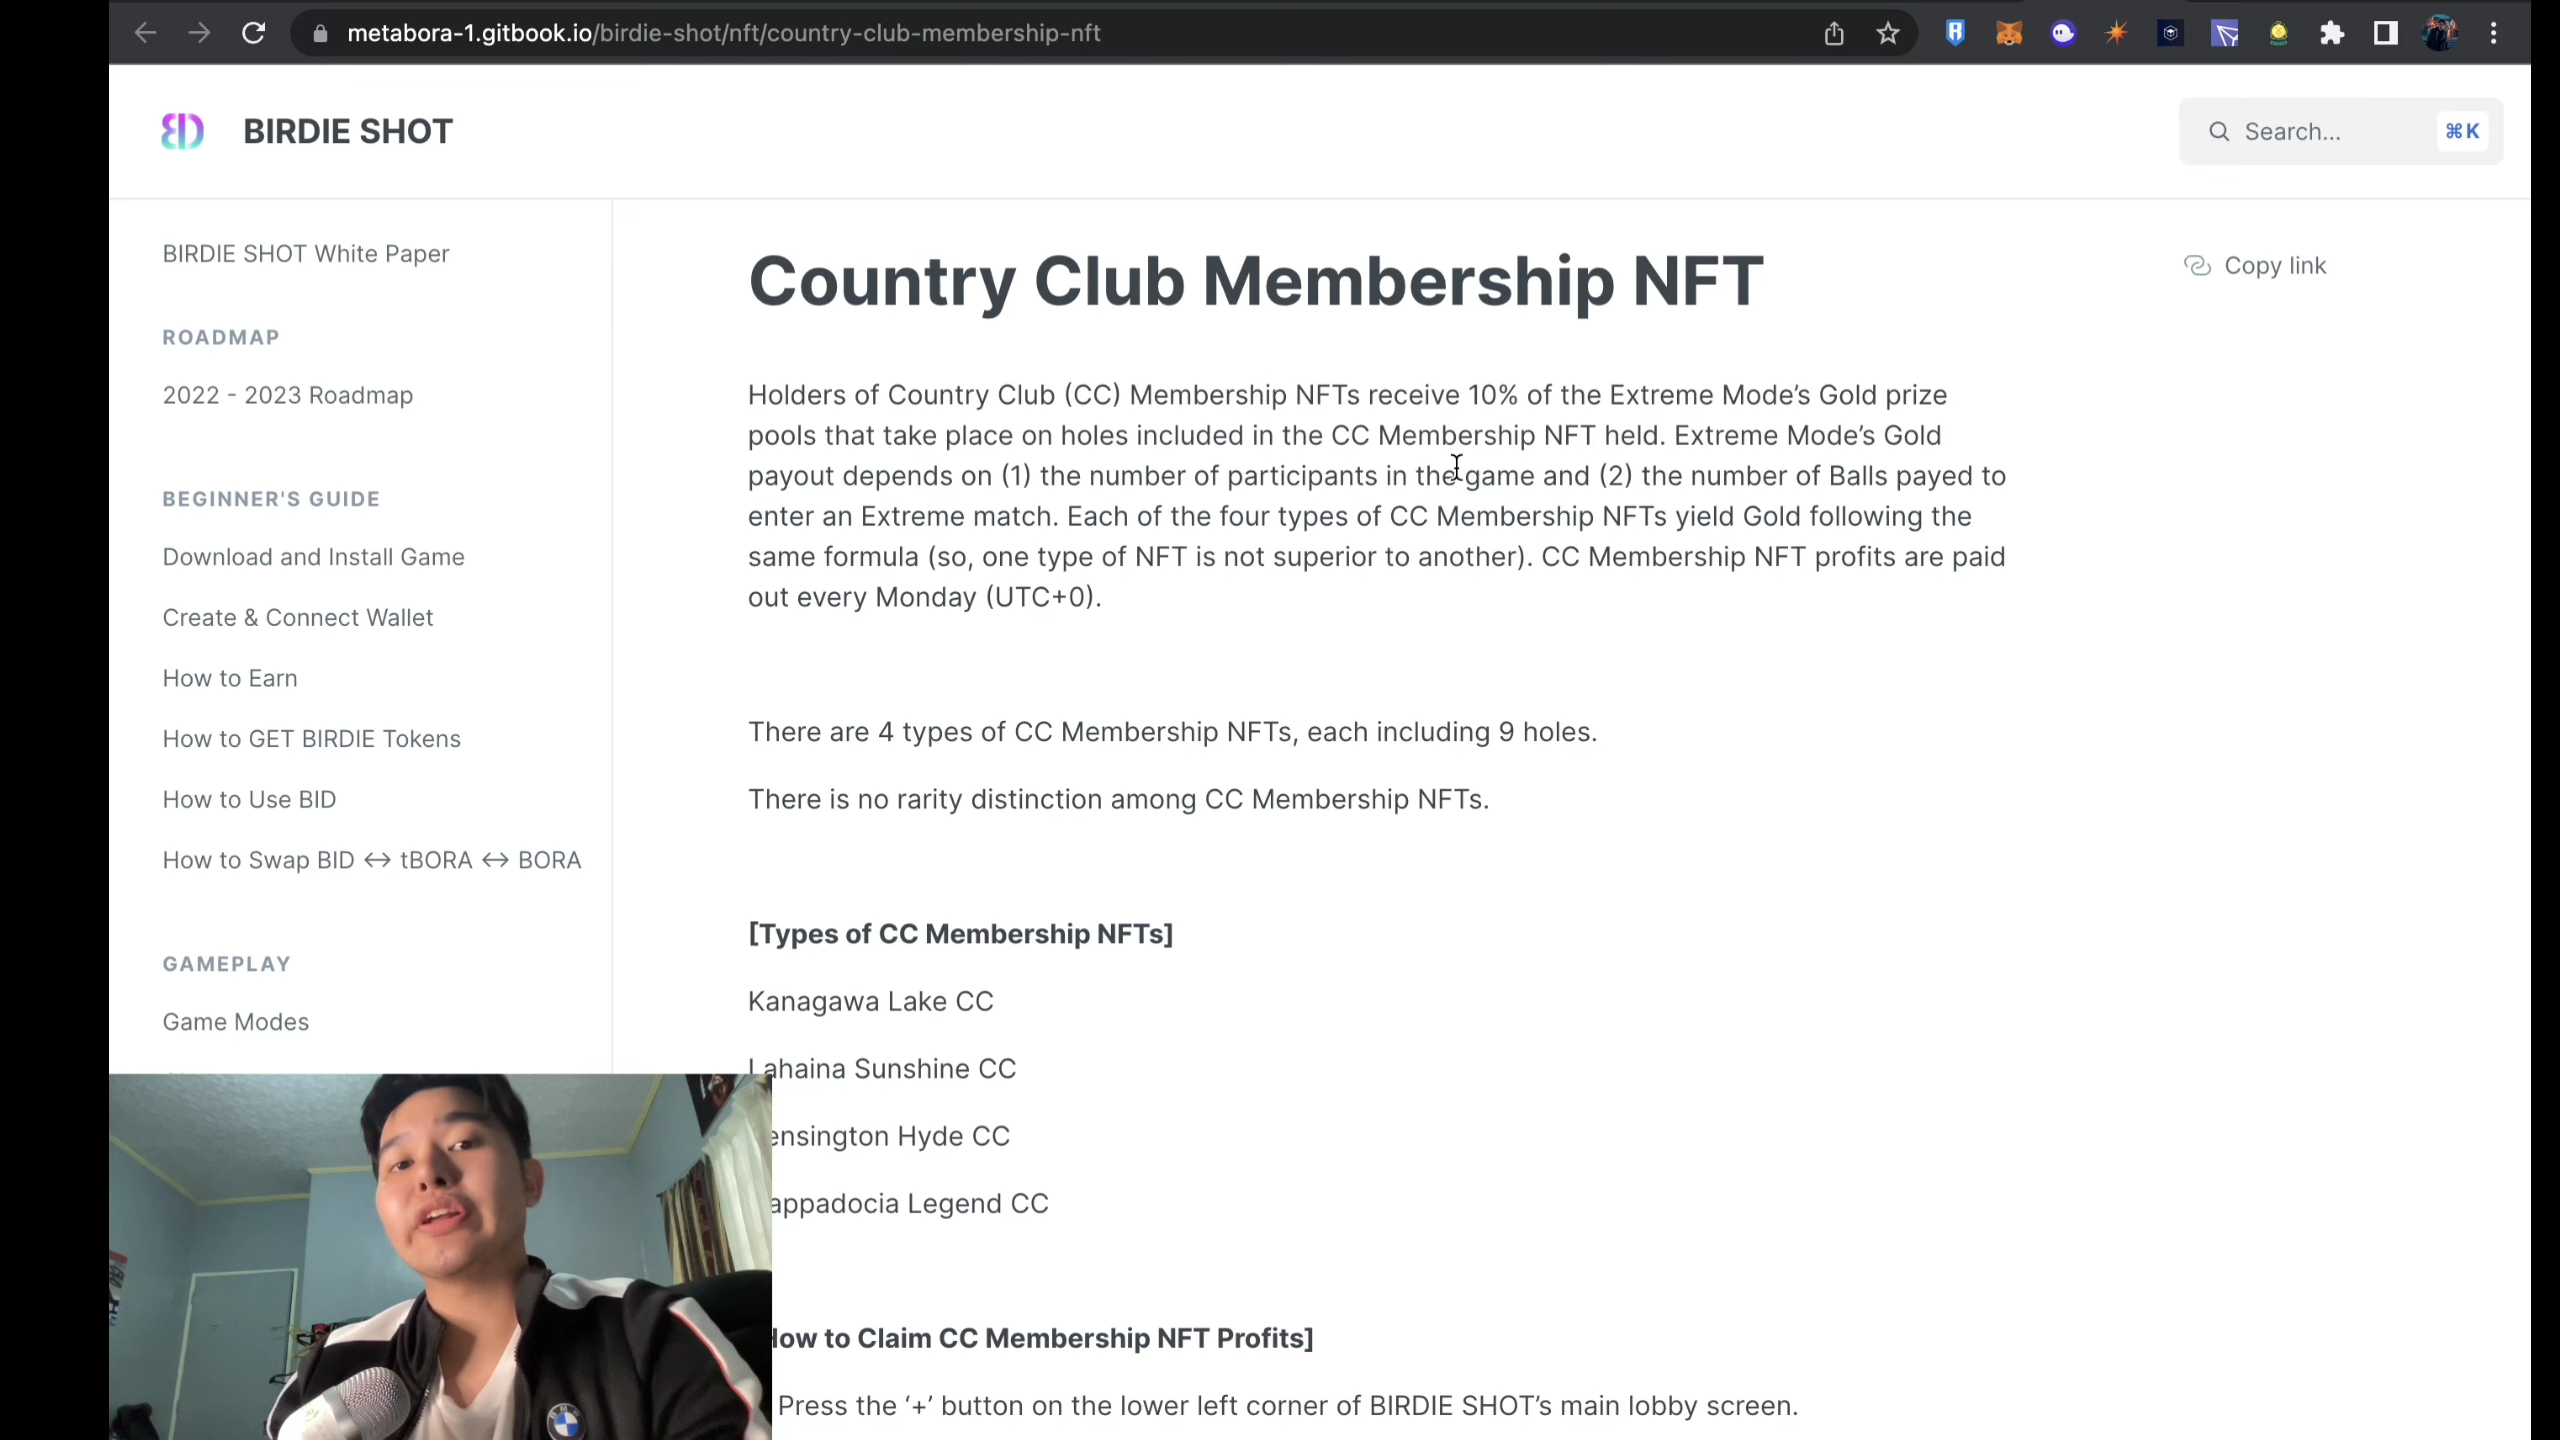 metabora-1.gitbook.io/birdie-shot/nft/country-club-membership-nft
BIRDIE SHOT
Search...
⌘K
BIRDIE SHOT White Paper
ROADMAP
2022 - 2023 Roadmap
BEGINNER'S GUIDE
Download and Install Game
Create & Connect Wallet
How to Earn
How to GET BIRDIE Tokens
How to Use BID
How to Swap BID ↔ tBORA ↔ BORA
GAMEPLAY
Game Modes
Country Club Membership NFT
Copy link
Holders of Country Club (CC) Membership NFTs receive 10% of the Extreme Mode’s Gold prize
pools that take place on holes included in the CC Membership NFT held. Extreme Mode’s Gold
payout depends on (1) the number of participants in the game and (2) the number of Balls payed to
enter an Extreme match. Each of the four types of CC Membership NFTs yield Gold following the
same formula (so, one type of NFT is not superior to another). CC Membership NFT profits are paid
out every Monday (UTC+0).
There are 4 types of CC Membership NFTs, each including 9 holes.
There is no rarity distinction among CC Membership NFTs.
[Types of CC Membership NFTs]
Kanagawa Lake CC
Lahaina Sunshine CC
ensington Hyde CC
appadocia Legend CC
How to Claim CC Membership NFT Profits]
Press the ‘+’ button on the lower left corner of BIRDIE SHOT’s main lobby screen.